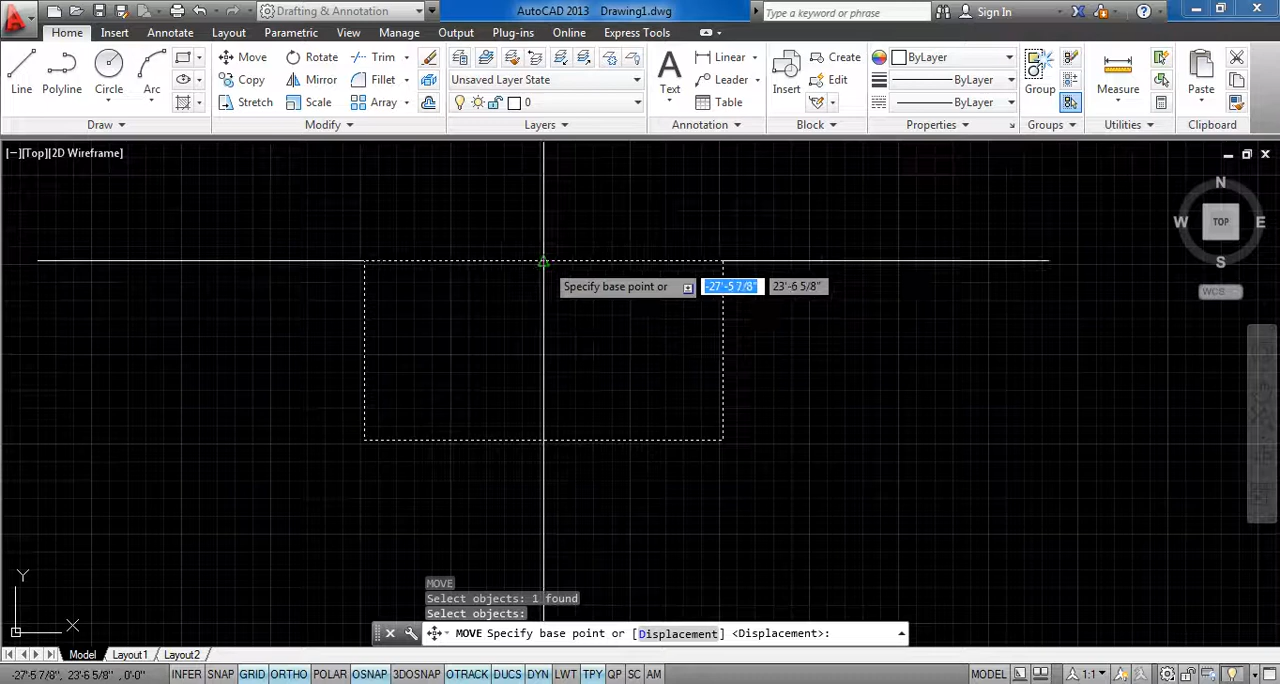 Drafting & Annotation
AutoCAD 2013 Drawing1.dwg
Type a keyword or phrase
Sign In
Home Insert Annotate Layout Parametric View Manage Output Plug-ins Online Express Tools
Line Polyline Circle Arc
Move Rotate Trim
Copy Mirror Fillet
Stretch Scale Array
Unsaved Layer State
0
Text
Linear
Leader
Table
Insert
Create
Edit
ByLayer
ByLayer
ByLayer
Group
Measure
Paste
Draw Modify Layers Annotation Block Properties Groups Utilities Clipboard
[−][Top][2D Wireframe]
N
W TOP E
S
WCS
Specify base point or -27'-5 7/8" 23'-6 5/8"
Y
X
MOVE
Select objects: 1 found
Select objects:
MOVE Specify base point or [Displacement] <Displacement>:
Model Layout1 Layout2
-27'-5 7/8", 23'-6 5/8" , 0'-0" INFER SNAP GRID ORTHO POLAR OSNAP 3DOSNAP OTRACK DUCS DYN LWT TPY QP SC AM MODEL 1:1